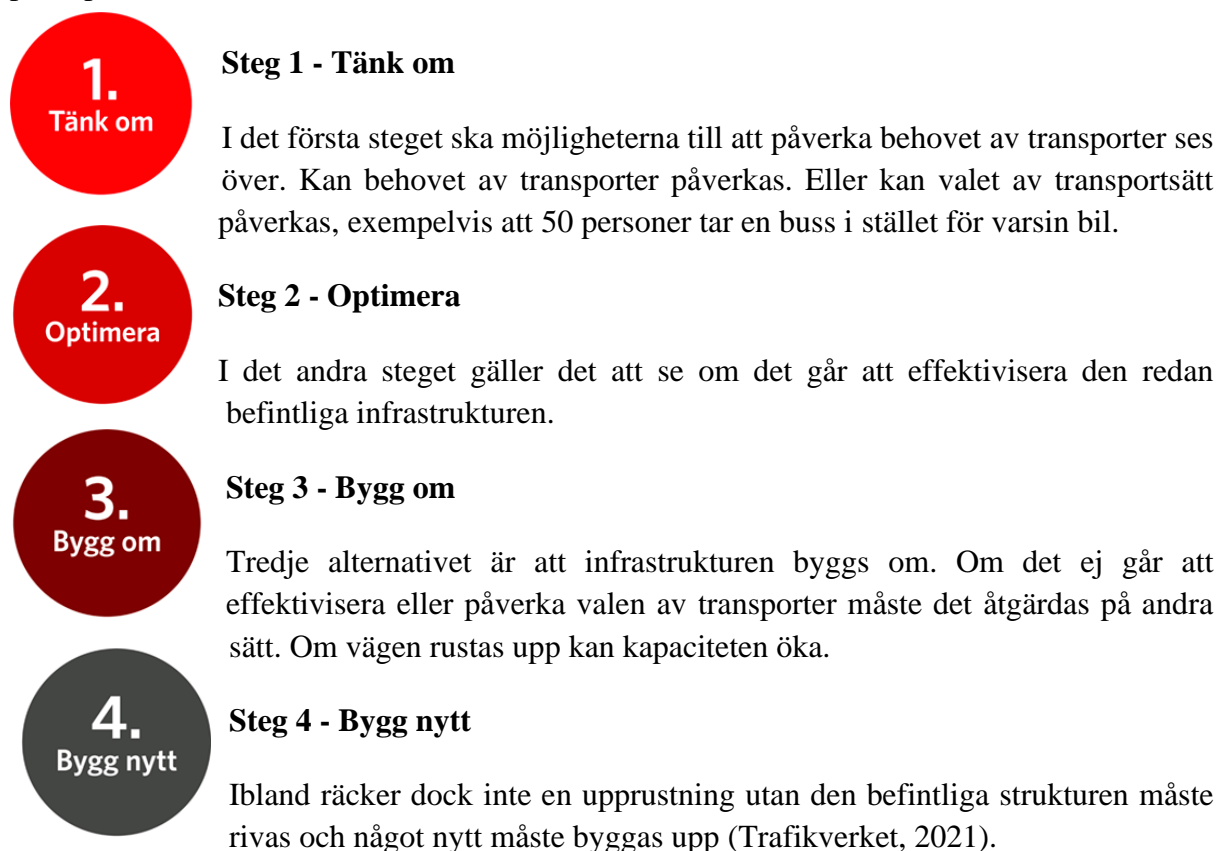 1.
Tänk om
Steg 1 - Tänk om
I det första steget ska möjligheterna till att påverka behovet av transporter ses
över. Kan behovet av transporter påverkas. Eller kan valet av transportsätt
påverkas, exempelvis att 50 personer tar en buss i stället för varsin bil.
2.
Optimera
Steg 2 - Optimera
I det andra steget gäller det att se om det går att effektivisera den redan
befintliga infrastrukturen.
3.
Bygg om
Steg 3 - Bygg om
Tredje alternativet är att infrastrukturen byggs om. Om det ej går att
effektivisera eller påverka valen av transporter måste det åtgärdas på andra
sätt. Om vägen rustas upp kan kapaciteten öka.
4.
Bygg nytt
Steg 4 - Bygg nytt
Ibland räcker dock inte en upprustning utan den befintliga strukturen måste
rivas och något nytt måste byggas upp (Trafikverket, 2021).